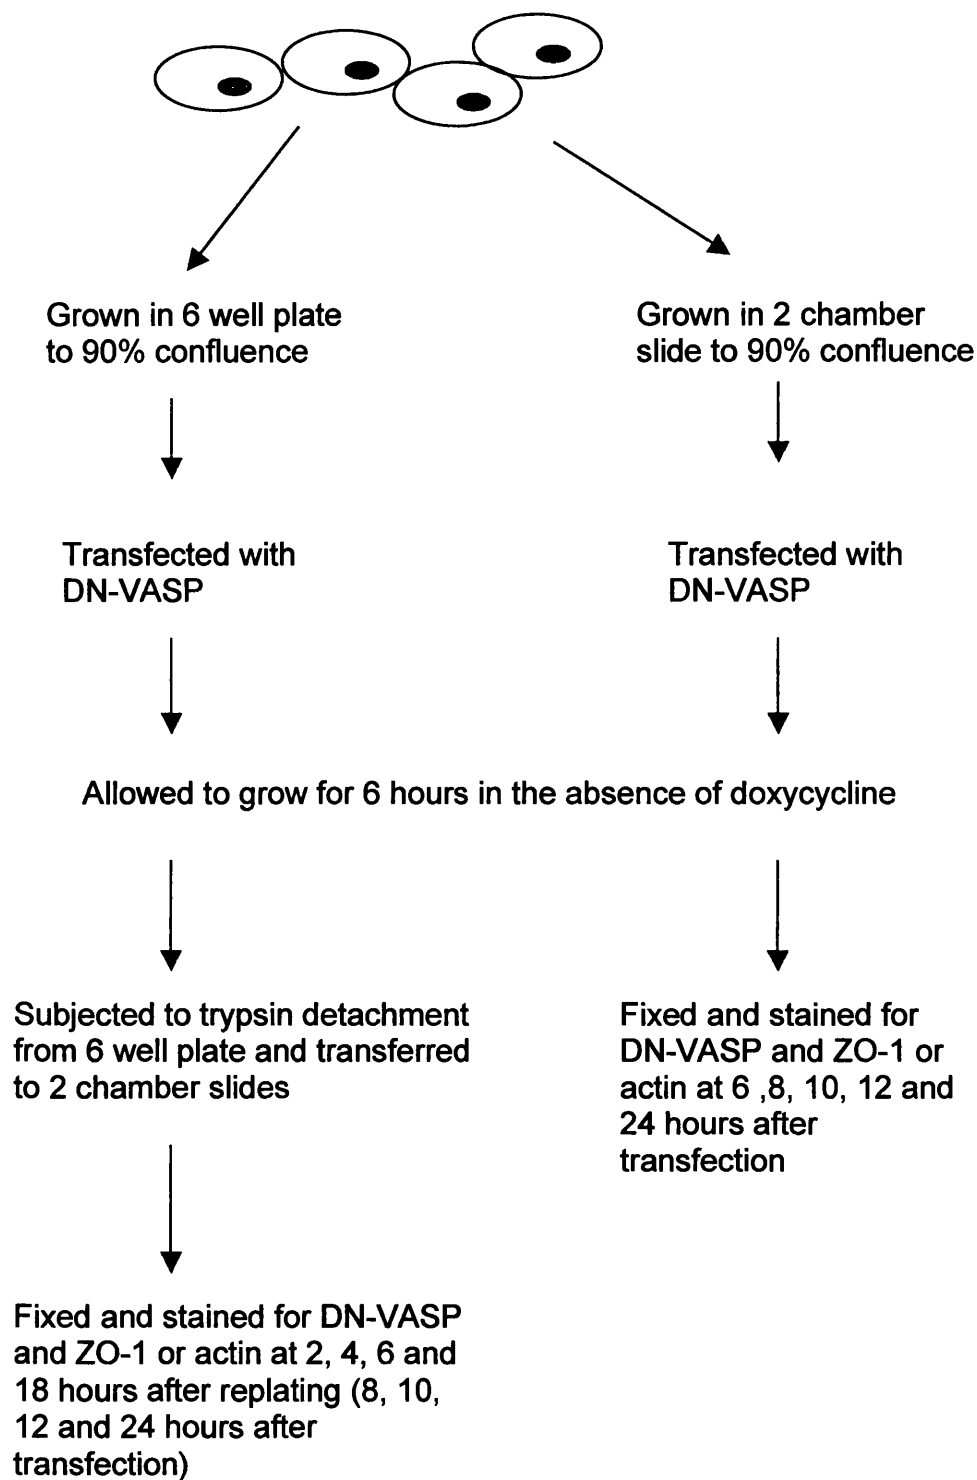 Grown in 6 well plate
to 90% confluence
Grown in 2 chamber
slide to 90% confluence
Transfected with
DN-VASP
Transfected with
DN-VASP
Allowed to grow for 6 hours in the absence of doxycycline
Subjected to trypsin detachment
from 6 well plate and transferred
to 2 chamber slides
Fixed and stained for
DN-VASP and ZO-1 or
actin at 6 ,8, 10, 12 and
24 hours after
transfection
Fixed and stained for DN-VASP
and ZO-1 or actin at 2, 4, 6 and
18 hours after replating (8, 10,
12 and 24 hours after
transfection)